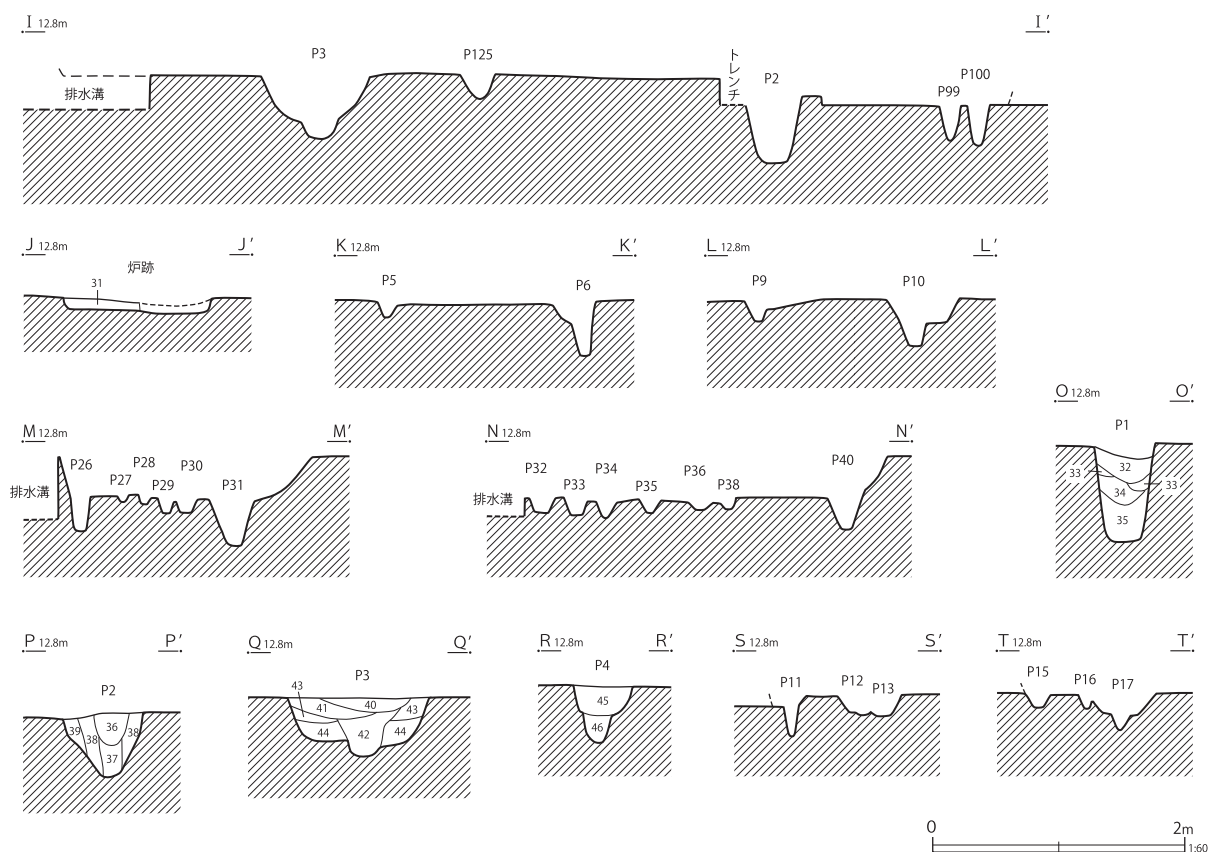 I 12.8m I'
P3
P125
トレンチ
P2
P100
P99
排水溝
J 12.8m J'
炉跡
31
K 12.8m K'
P5
P6
L 12.8m L'
P9
P10
M 12.8m M'
P26
P27
P28
P29
P30
P31
排水溝
N 12.8m N'
P32
P33
P34
P35
P36
P38
P40
排水溝
O 12.8m O'
P1
32
33
33
34
35
P 12.8m P'
P2
39
38
36
38
37
Q 12.8m Q'
P3
43
41
40
43
44
42
44
R 12.8m R'
P4
45
46
S 12.8m S'
P11
P12
P13
T 12.8m T'
P15
P16
P17
0 2m
1:60